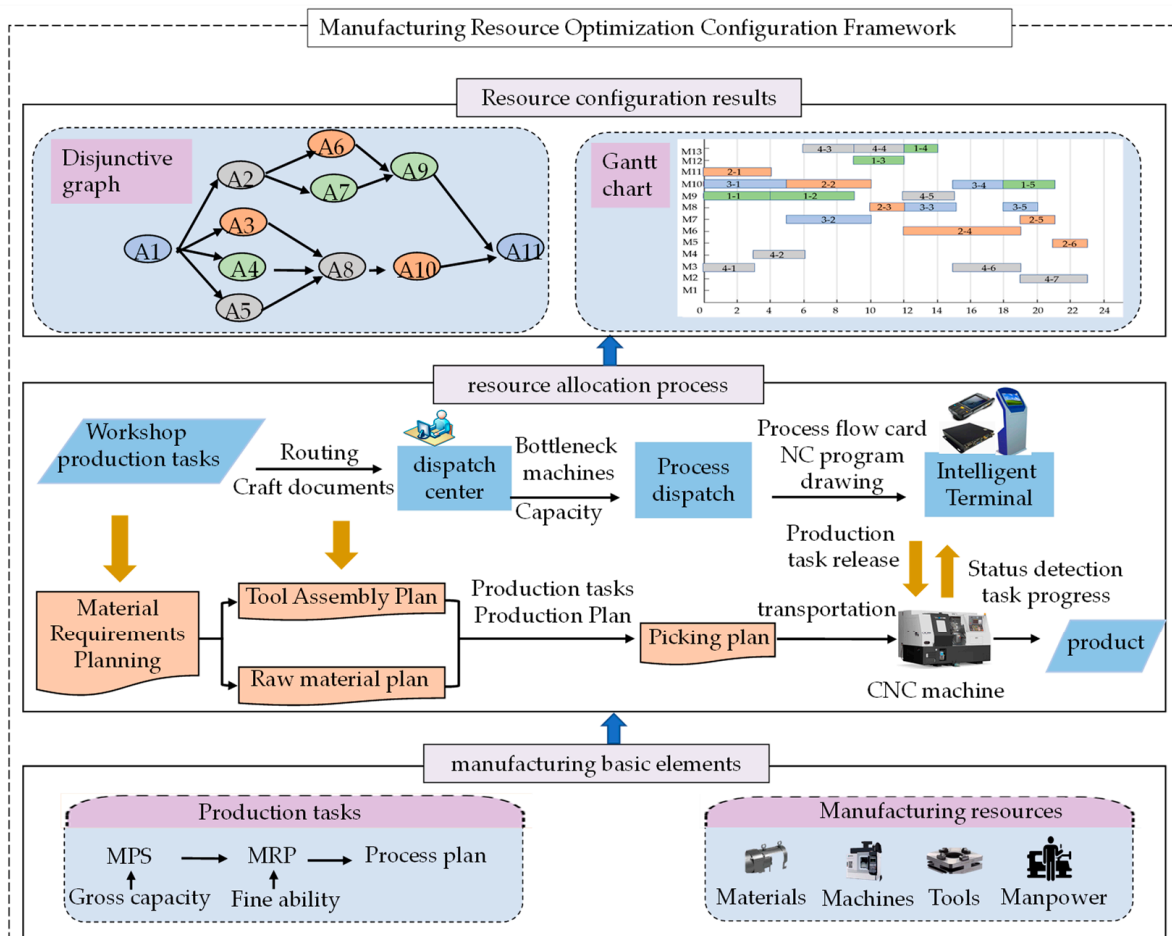 Manufacturing Resource Optimization Configuration Framework
Resource configuration results
Disjunctive
graph
A1
A2
A3
A4
A5
A6
A7
A8
A9
A10
A11
Gantt
chart
M13
M12
M11
M10
M9
M8
M7
M6
M5
M4
M3
M2
M1
4-3
4-4
1-4
1-3
2-1
3-1
2-2
3-4
1-5
1-1
1-2
4-5
2-3
3-3
3-5
3-2
2-5
2-4
2-6
4-2
4-1
4-6
4-7
0 2 4 6 8 10 12 14 16 18 20 22 24
resource allocation process
Workshop
production tasks
Routing
Craft documents
dispatch
center
Bottleneck
machines
Capacity
Process
dispatch
Process flow card
NC program
drawing
Intelligent
Terminal
Production
task release
Status detection
task progress
Material
Requirements
Planning
Tool Assembly Plan
Raw material plan
Production tasks
Production Plan
Picking plan
transportation
CNC machine
product
manufacturing basic elements
Production tasks
MPS
MRP
Process plan
Gross capacity
Fine ability
Manufacturing resources
Materials
Machines
Tools
Manpower